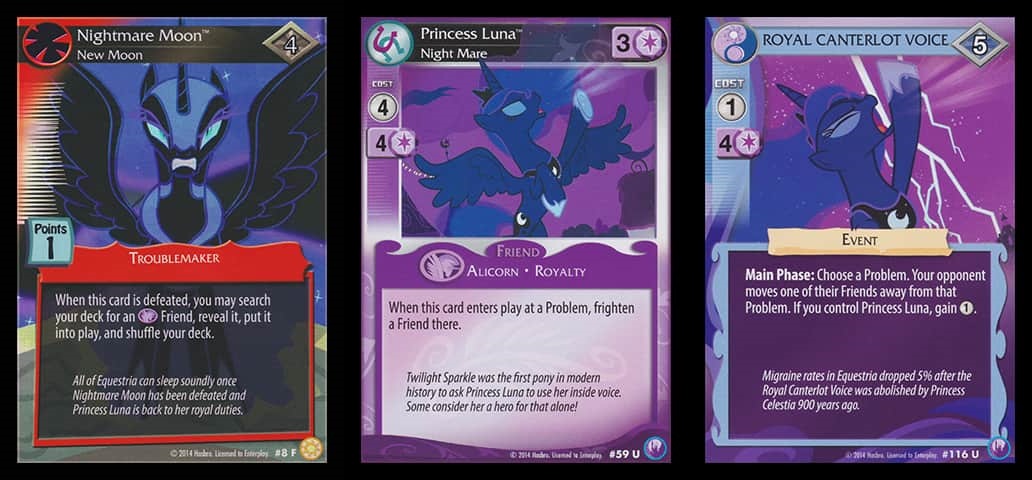 Nightmare Moon™
New Moon
4
Points
1
TROUBLEMAKER
When this card is defeated, you may search
your deck for an Friend, reveal it, put it
into play, and shuffle your deck.
All of Equestria can sleep soundly once
Nightmare Moon has been defeated and
Princess Luna is back to her royal duties.
© 2014 Hasbro. Licensed to Enterplay. #8 F
Princess Luna™
Night Mare
3
COST
4
4
FRIEND
ALICORN • ROYALTY
When this card enters play at a Problem, frighten
a Friend there.
Twilight Sparkle was the first pony in modern
history to ask Princess Luna to use her inside voice.
Some consider her a hero for that alone!
© 2014 Hasbro. Licensed to Enterplay. #59 U
ROYAL CANTERLOT VOICE
5
COST
1
4
EVENT
Main Phase: Choose a Problem. Your opponent
moves one of their Friends away from that
Problem. If you control Princess Luna, gain 1.
Migraine rates in Equestria dropped 5% after the
Royal Canterlot Voice was abolished by Princess
Celestia 900 years ago.
© 2014 Hasbro. Licensed to Enterplay. #116 U